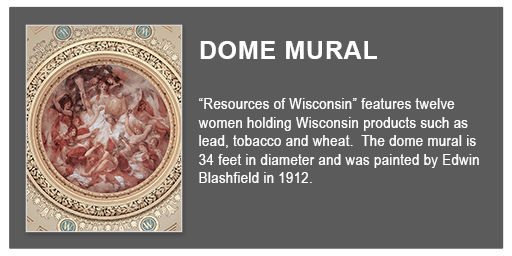 DOME MURAL
“Resources of Wisconsin” features twelve
women holding Wisconsin products such as
lead, tobacco and wheat.  The dome mural is
34 feet in diameter and was painted by Edwin
Blashfield in 1912.
W W
W W